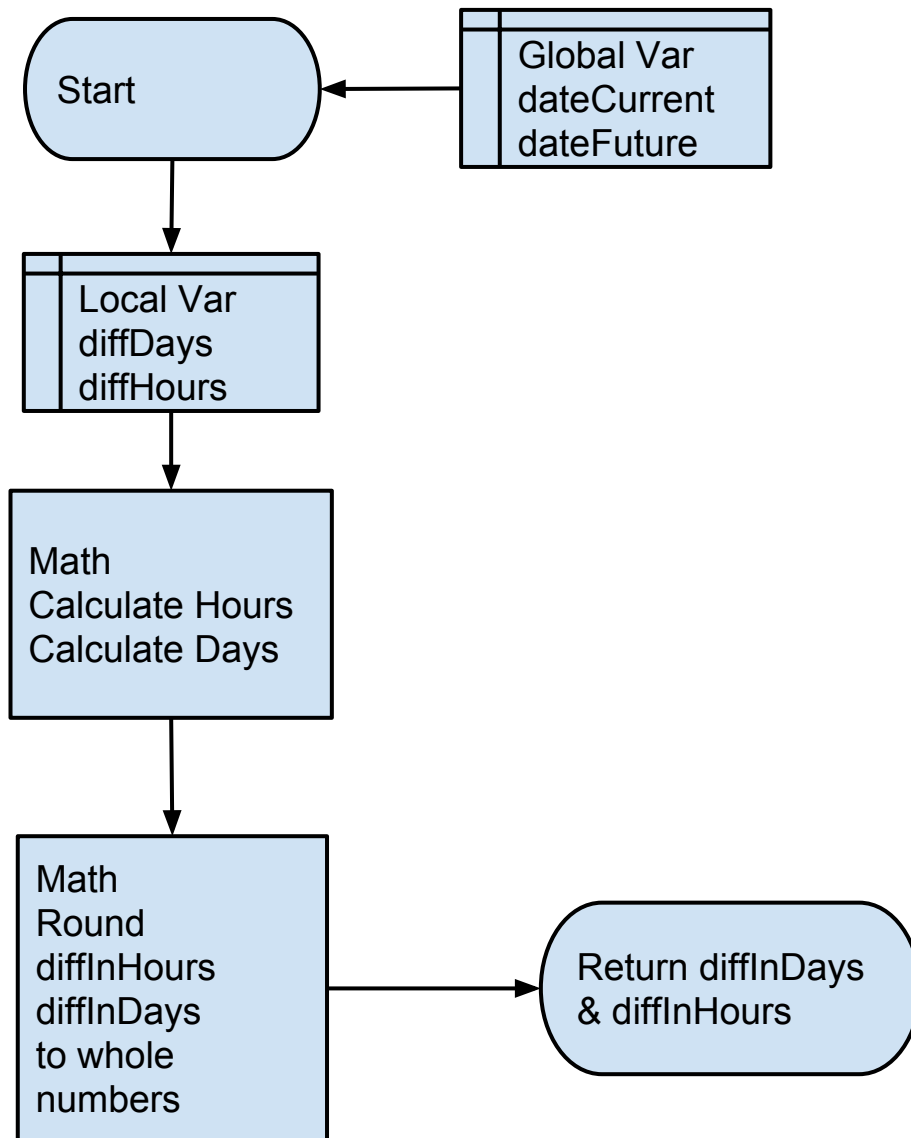 Start
Global Var
dateCurrent
dateFuture
Local Var
diffDays
diffHours
Math
Calculate Hours
Calculate Days
Math
Round
diffInHours
diffInDays
to whole
numbers
Return diffInDays
& diffInHours